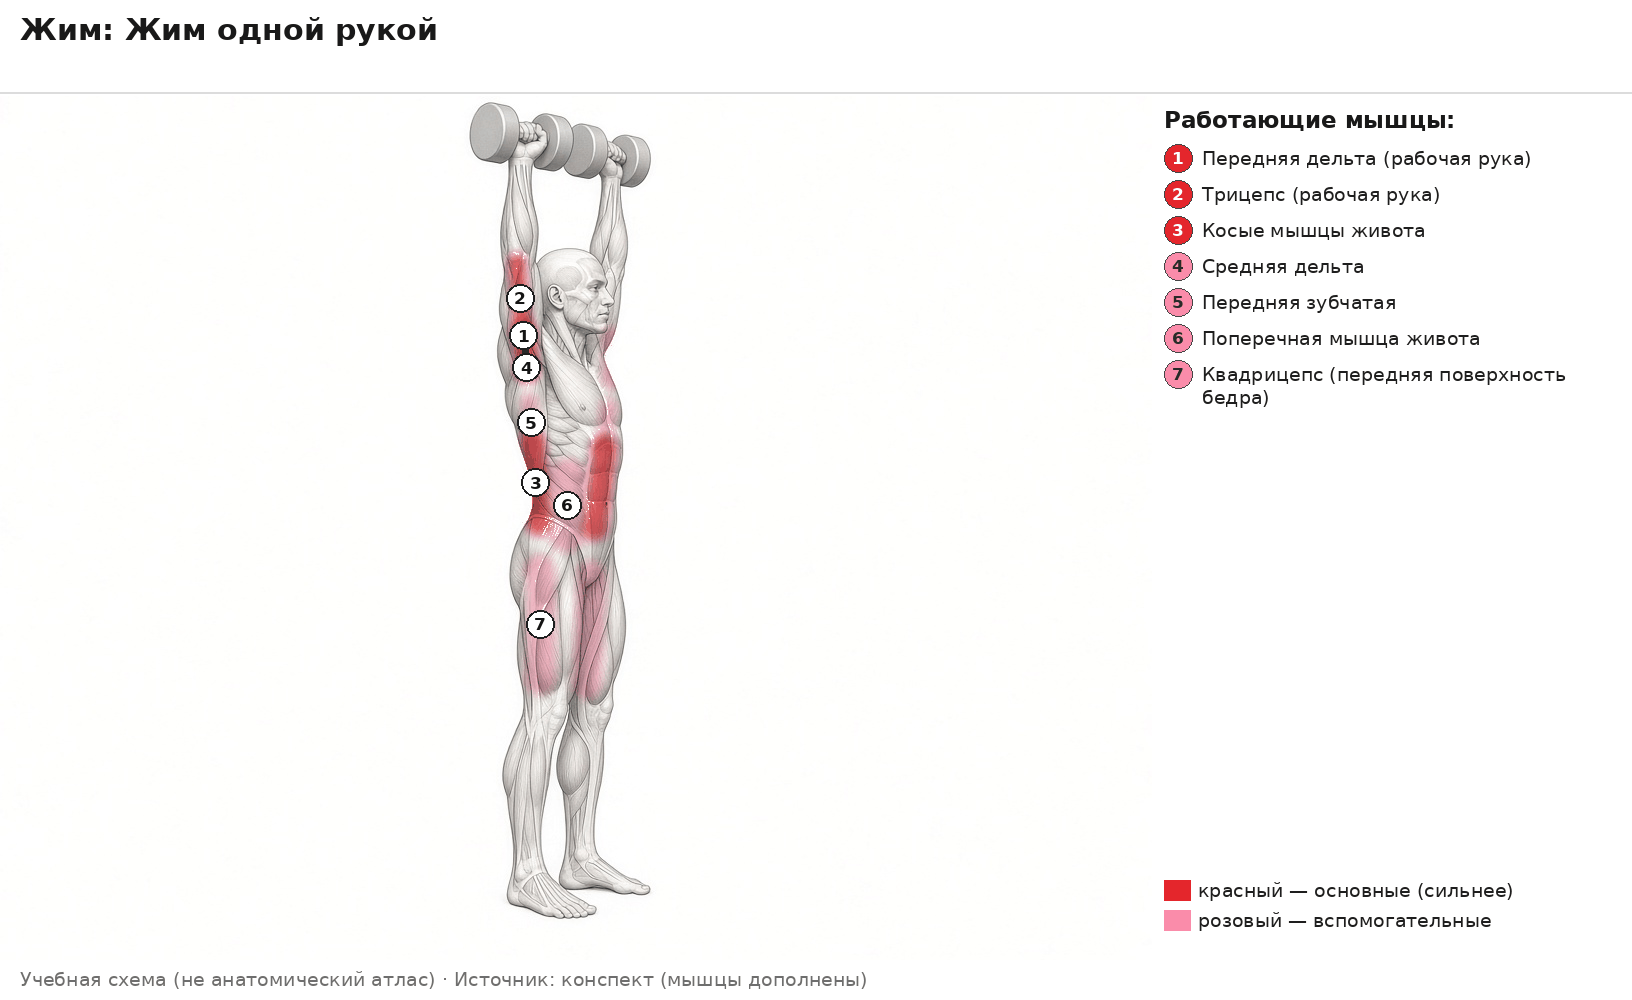 Жим: Жим одной рукой
Работающие мышцы:
1 Передняя дельта (рабочая рука)
2 Трицепс (рабочая рука)
3 Косые мышцы живота
4 Средняя дельта
5 Передняя зубчатая
6 Поперечная мышца живота
7 Квадрицепс (передняя поверхность
бедра)
2
1
4
5
3
6
7
красный — основные (сильнее)
розовый — вспомогательные
Учебная схема (не анатомический атлас) · Источник: конспект (мышцы дополнены)